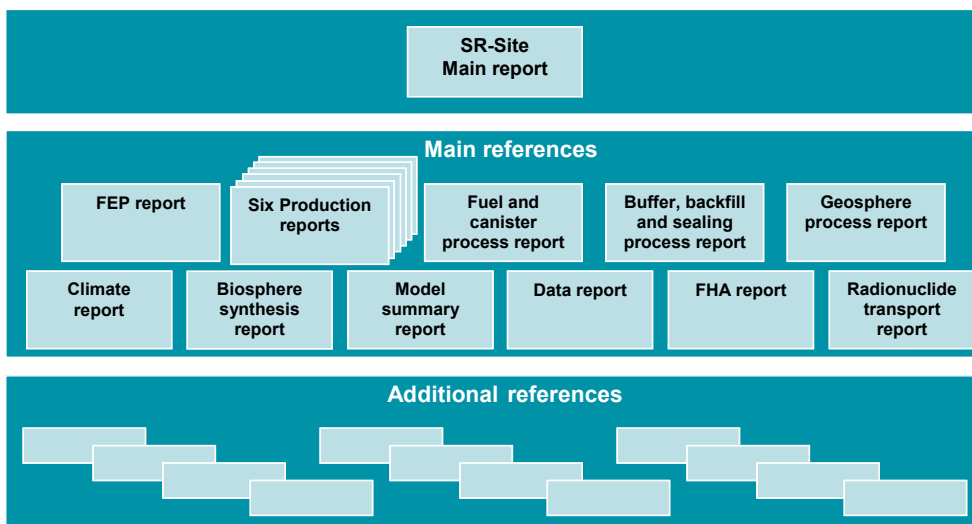 SR-Site
Main report
Main references
FEP report
Six Production
reports
Fuel and
canister
process report
Buffer, backfill
and sealing
process report
Geosphere
process report
Climate
report
Biosphere
synthesis
report
Model
summary
report
Data report
FHA report
Radionuclide
transport
report
Additional references